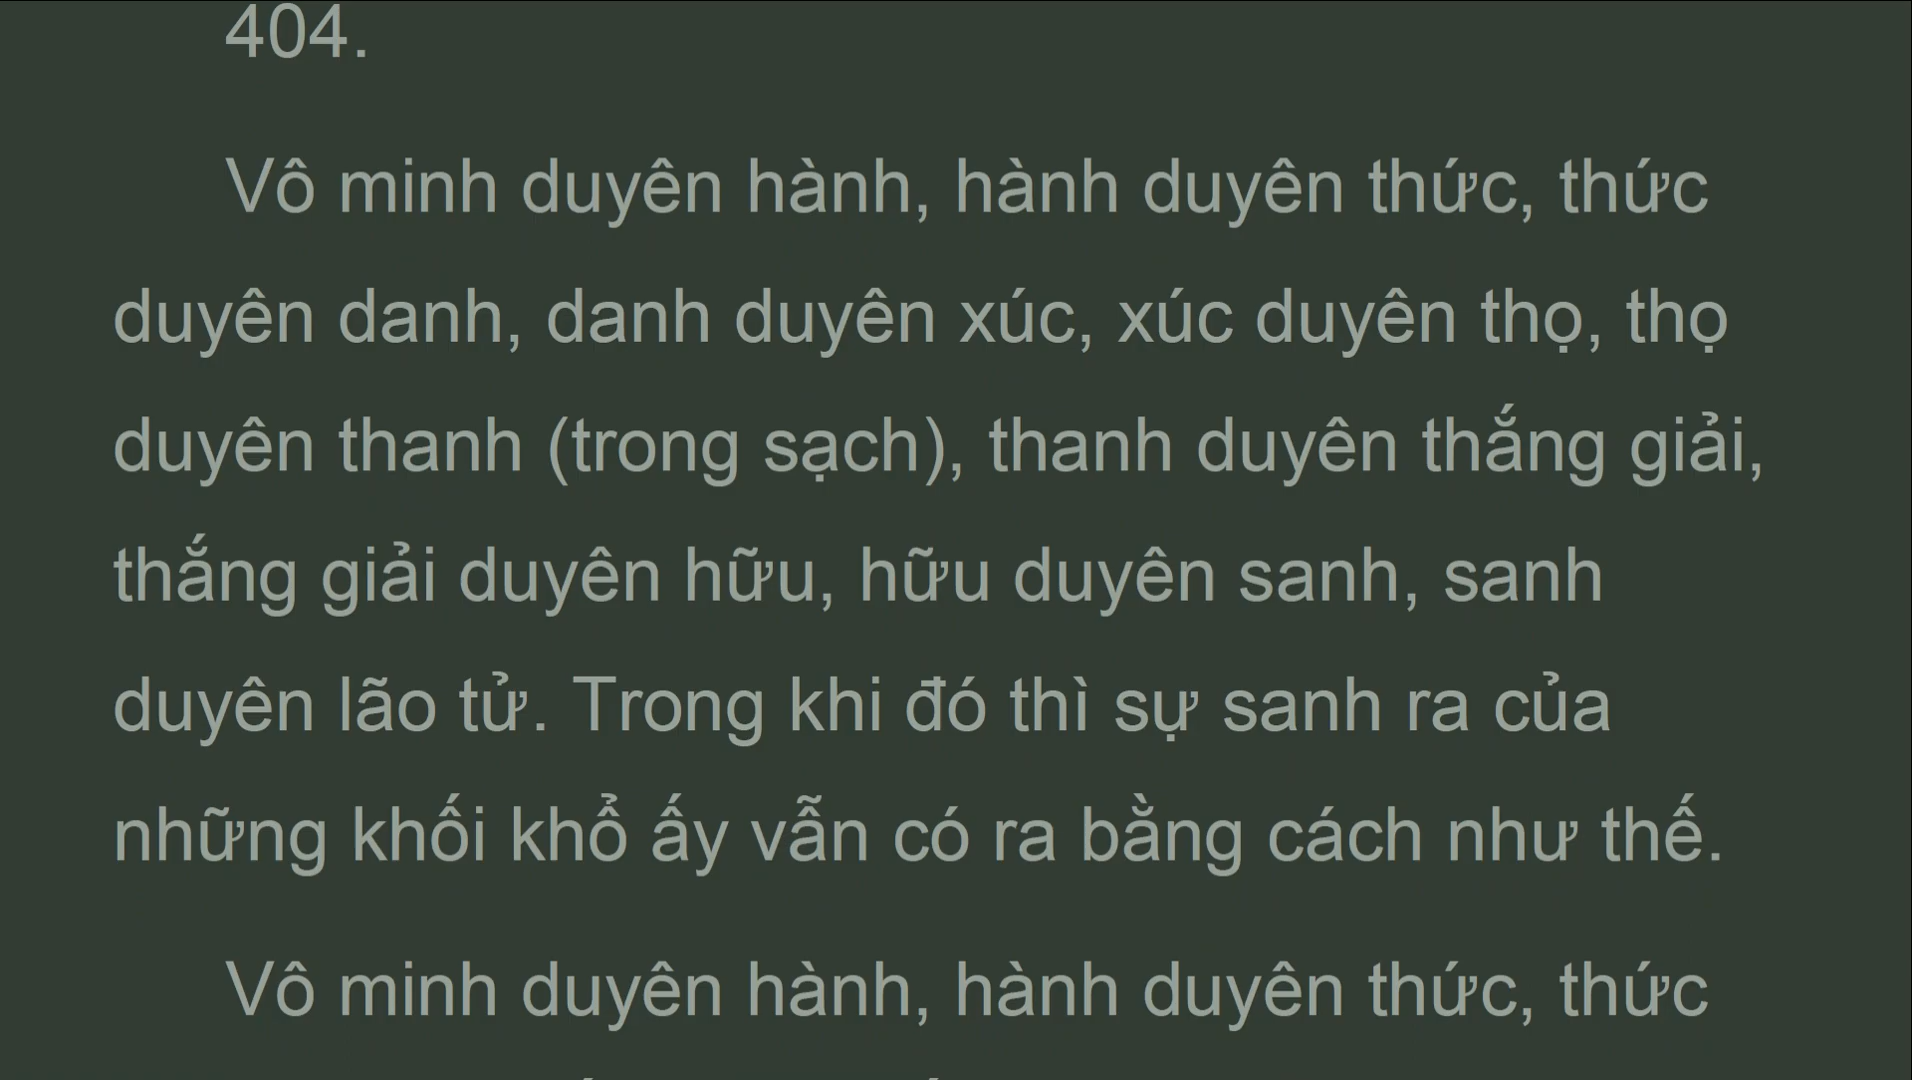 404.
Vô minh duyên hành, hành duyên thức, thức
duyên danh, danh duyên xúc, xúc duyên thọ, thọ
duyên thanh (trong sạch), thanh duyên thắng giải,
thắng giải duyên hữu, hữu duyên sanh, sanh
duyên lão tử. Trong khi đó thì sự sanh ra của
những khối khổ ấy vẫn có ra bằng cách như thế.
Vô minh duyên hành, hành duyên thức, thức